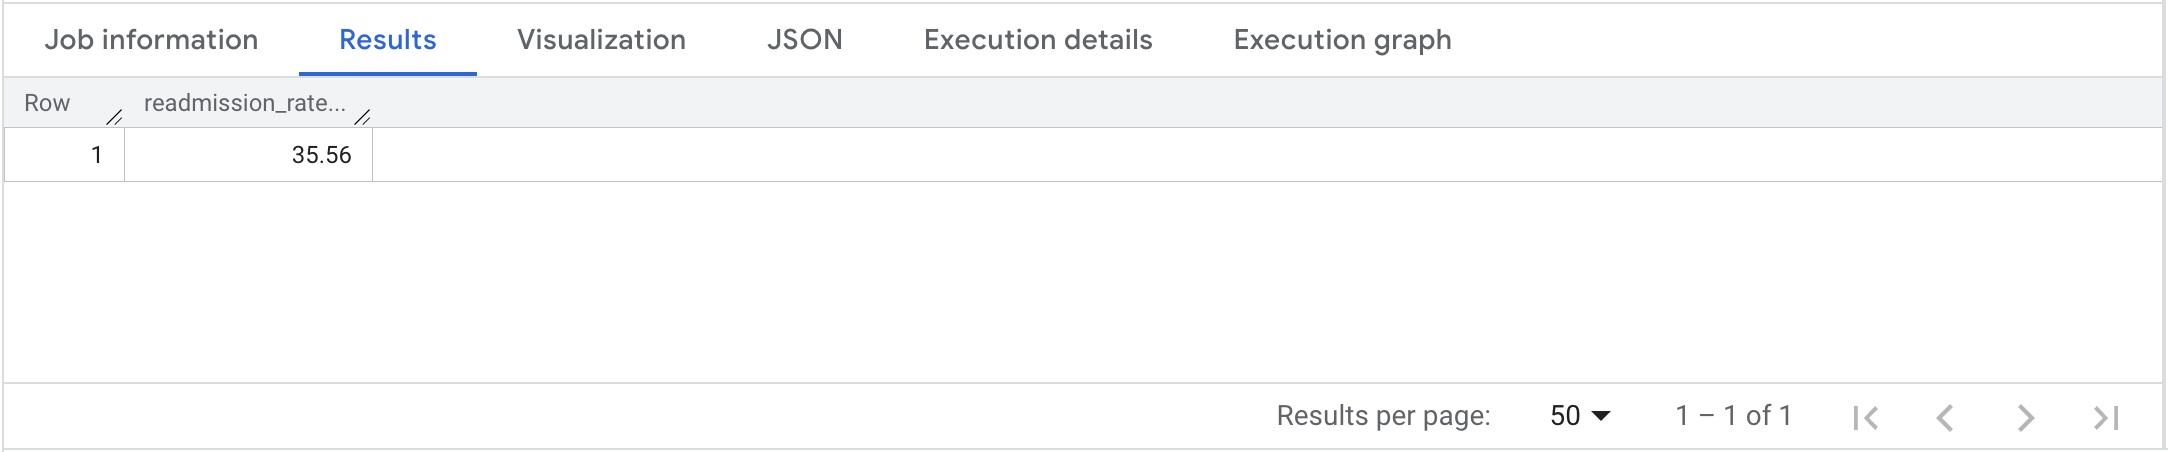 Job information Results Visualization JSON Execution details Execution graph
Row readmission_rate...
1 35.56
Results per page: 50 1 – 1 of 1